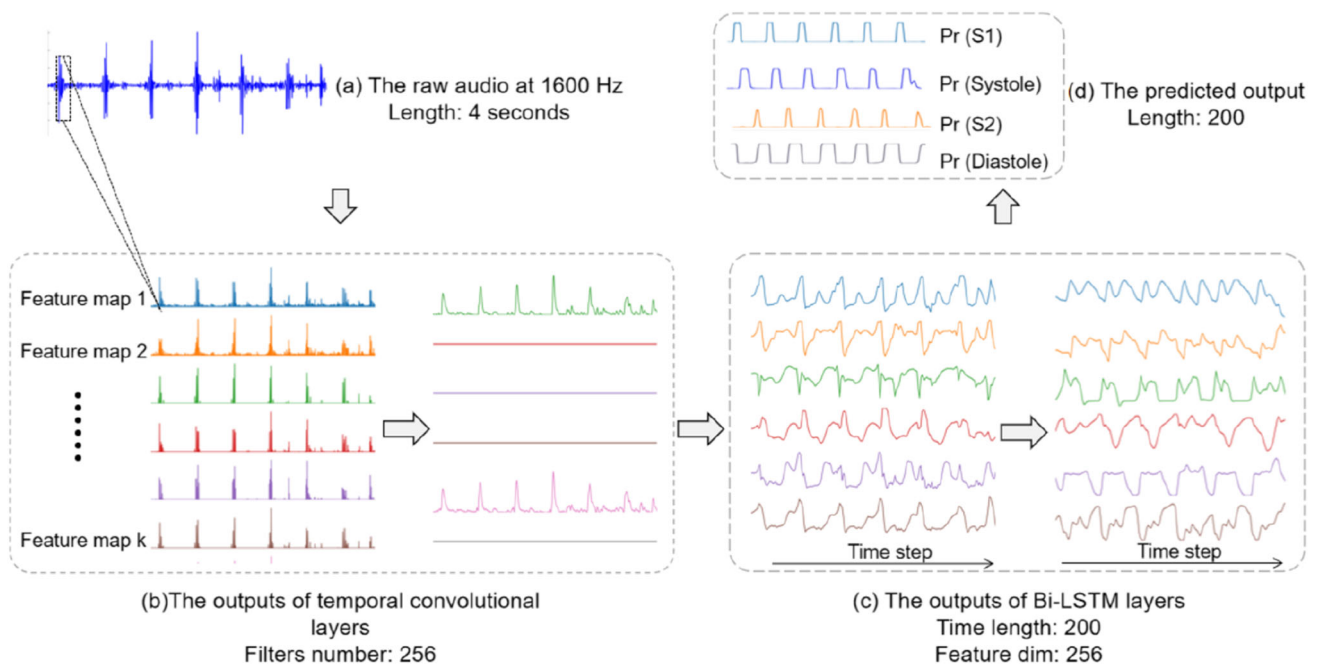 (a) The raw audio at 1600 Hz
Length: 4 seconds
Pr (S1)
Pr (Systole)
Pr (S2)
Pr (Diastole)
(d) The predicted output
Length: 200
Feature map 1
Feature map 2
Feature map k
(b)The outputs of temporal convolutional
layers
Filters number: 256
Time step
Time step
(c) The outputs of Bi-LSTM layers
Time length: 200
Feature dim: 256